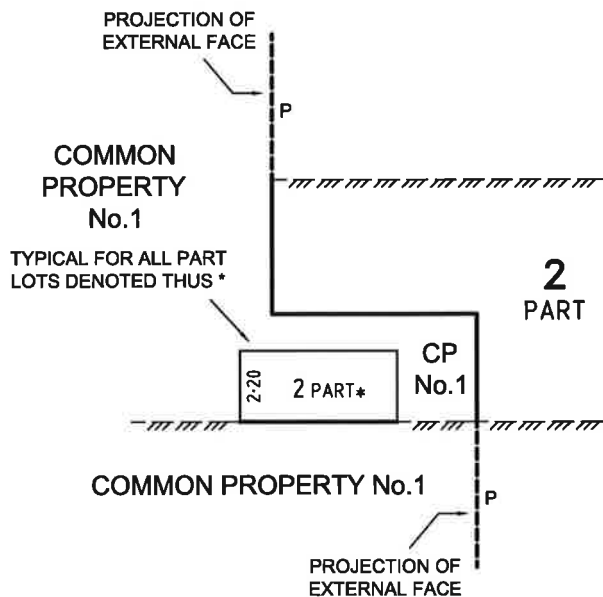 PROJECTION OF
EXTERNAL FACE
P
COMMON
PROPERTY
No.1
TYPICAL FOR ALL PART
LOTS DENOTED THUS *
2
PART
CP
No.1
2·20
2 PART*
COMMON PROPERTY No.1
P
PROJECTION OF
EXTERNAL FACE